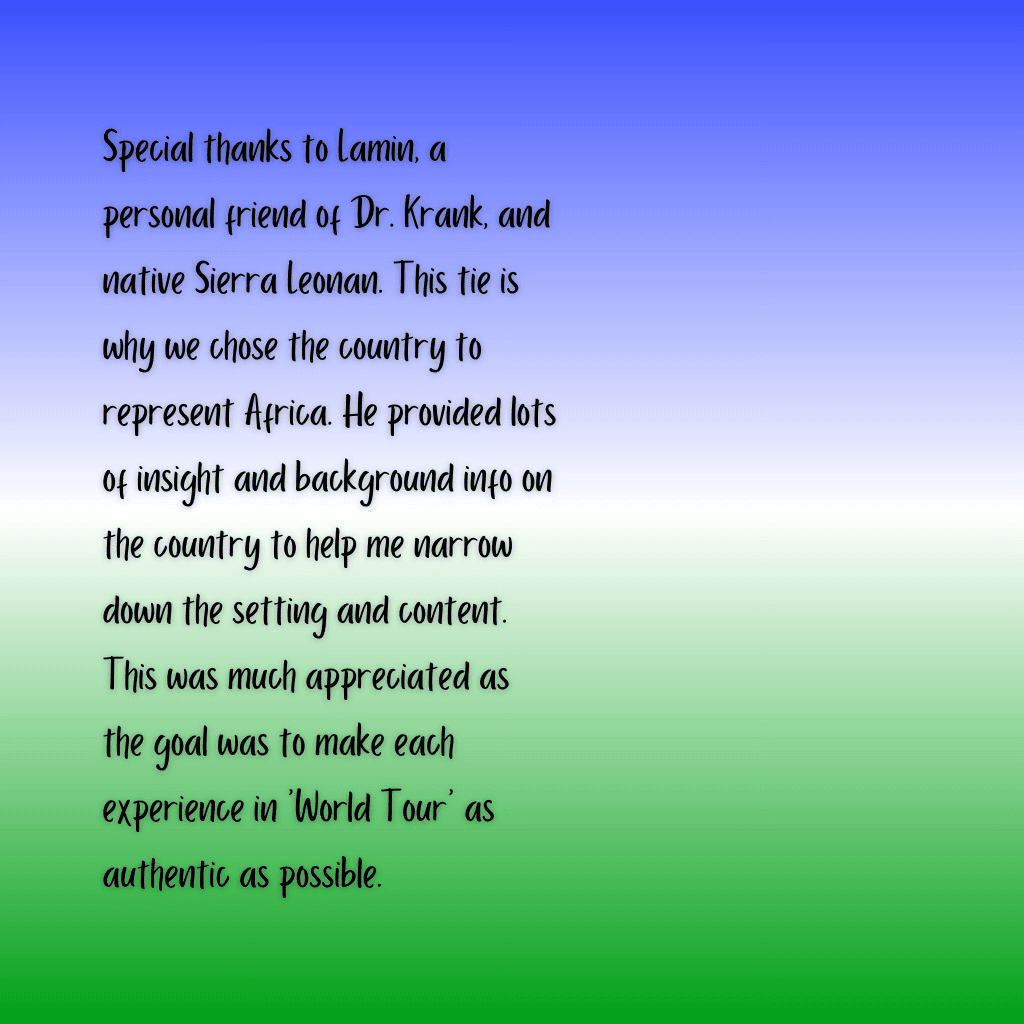 Special thanks to Lamin, a
personal friend of Dr. Krank, and
native Sierra Leonan. This tie is
why we chose the country to
represent Africa. He provided lots
of insight and background info on
the country to help me narrow
down the setting and content.
This was much appreciated as
the goal was to make each
experience in 'World Tour' as
authentic as possible.